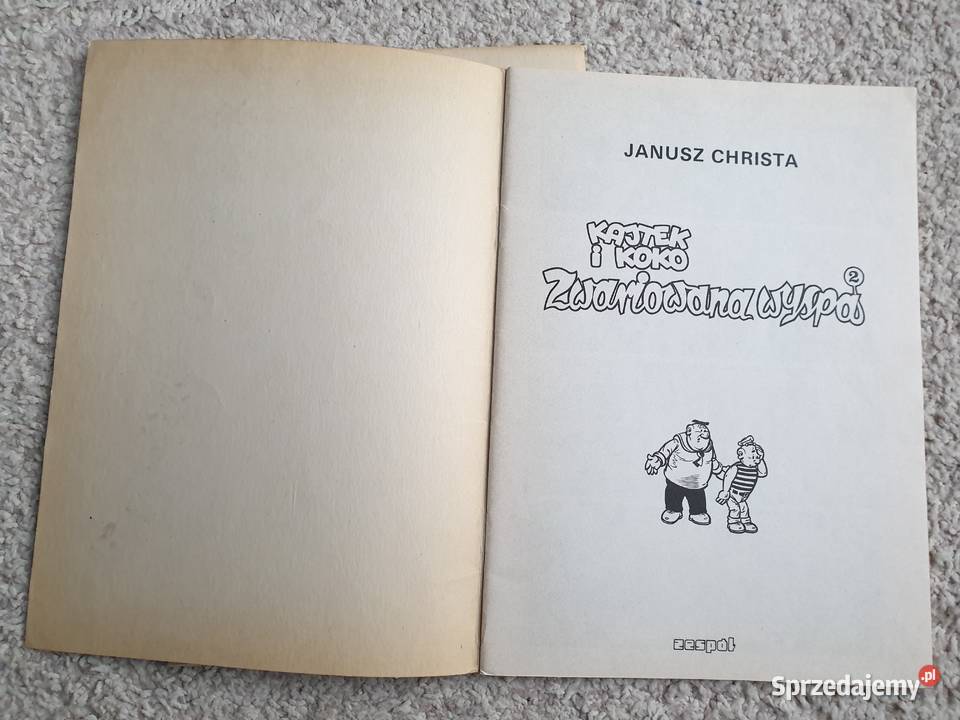 JANUSZ CHRISTA
KAJTEK
i KOKO
Zwariowana wyspa 2
zespół
Sprzedajemy.pl